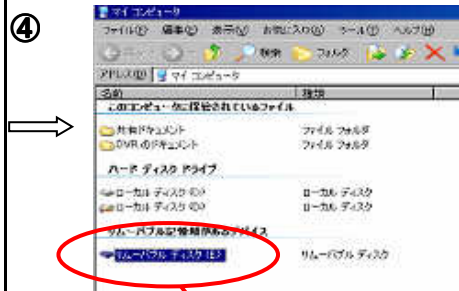 ④
マイ コンピュータ
ファイル(F) 編集(E) 表示(V) お気に入り(A) ツール(T) ヘルプ(H)
検索 フォルダ
アドレス(D) マイ コンピュータ
名前 種類
このコンピュータに保管されているファイル
共有ドキュメント ファイル フォルダ
DVR のドキュメント ファイル フォルダ
ハード ディスク ドライブ
ローカル ディスク ローカル ディスク
ローカル ディスク ローカル ディスク
リムーバブル記憶域があるデバイス
リムーバブル ディスク (E:) リムーバブル ディスク